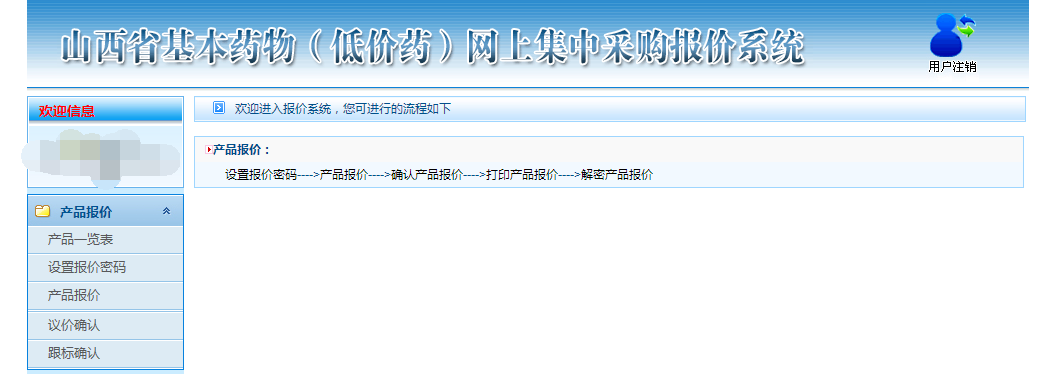 山西省基本药物（低价药）网上集中采购报价系统
用户注销
欢迎信息
欢迎进入报价系统，您可进行的流程如下
产品报价：
设置报价密码---->产品报价---->确认产品报价---->打印产品报价---->解密产品报价
产品报价
产品一览表
设置报价密码
产品报价
议价确认
跟标确认